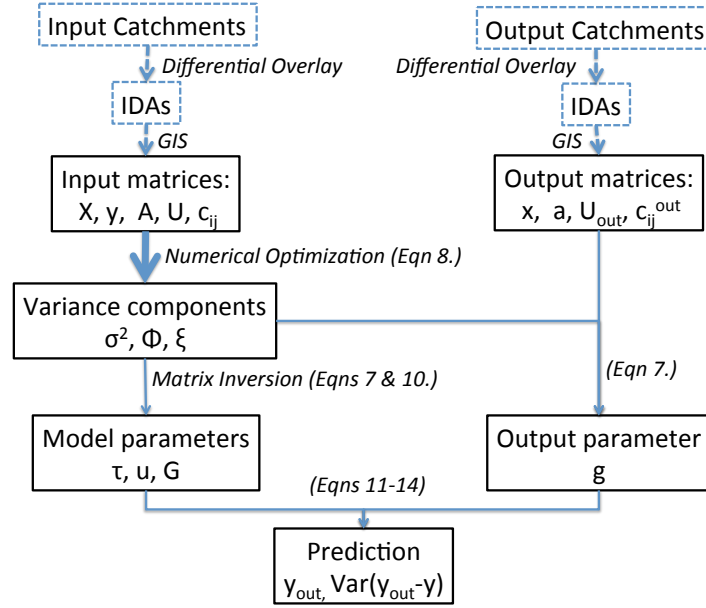 Input Catchments
Output Catchments
Differential Overlay
Differential Overlay
IDAs
IDAs
GIS
GIS
Input matrices:
X, y, A, U, cij
Output matrices:
x, a, Uout, cijout
Numerical Optimization (Eqn 8.)
Variance components
σ², Φ, ξ
Matrix Inversion (Eqns 7 & 10.)
(Eqn 7.)
Model parameters
τ, u, G
Output parameter
g
(Eqns 11-14)
Prediction
yout, Var(yout-y)